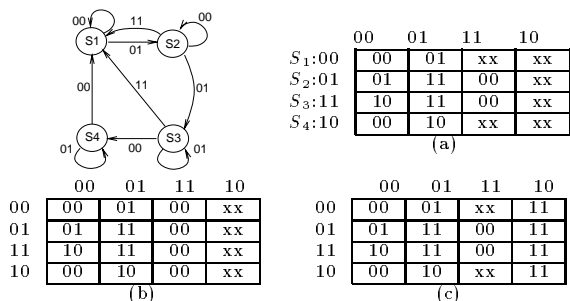 00
11
00
S1
S2
01
00
11
01
S4
S3
00
01
01
00 01 11 10
S1:00 00 01 xx xx
S2:01 01 11 00 xx
S3:11 10 11 00 xx
S4:10 00 10 xx xx
(a)
00 01 11 10
00 00 01 00 xx
01 01 11 00 xx
11 10 11 00 xx
10 00 10 00 xx
(b)
00 01 11 10
00 00 01 xx 11
01 01 11 00 11
11 10 11 00 11
10 00 10 xx 11
(c)